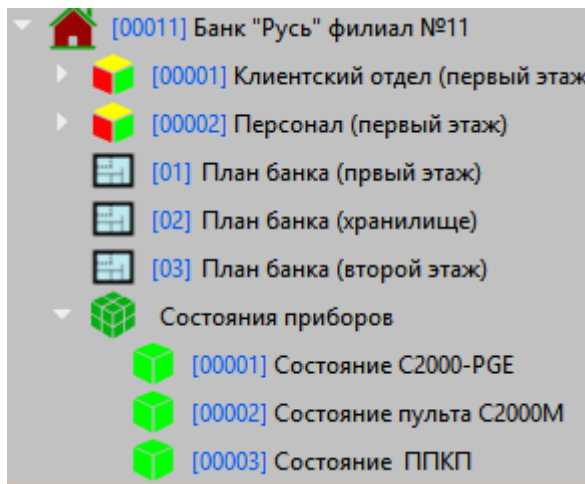 [00011] Банк "Русь" филиал №11
[00001] Клиентский отдел (первый этаж
[00002] Персонал (первый этаж)
[01] План банка (првый этаж)
[02] План банка (хранилище)
[03] План банка (второй этаж)
Состояния приборов
[00001] Состояние С2000-PGE
[00002] Состояние пульта С2000М
[00003] Состояние ППКП